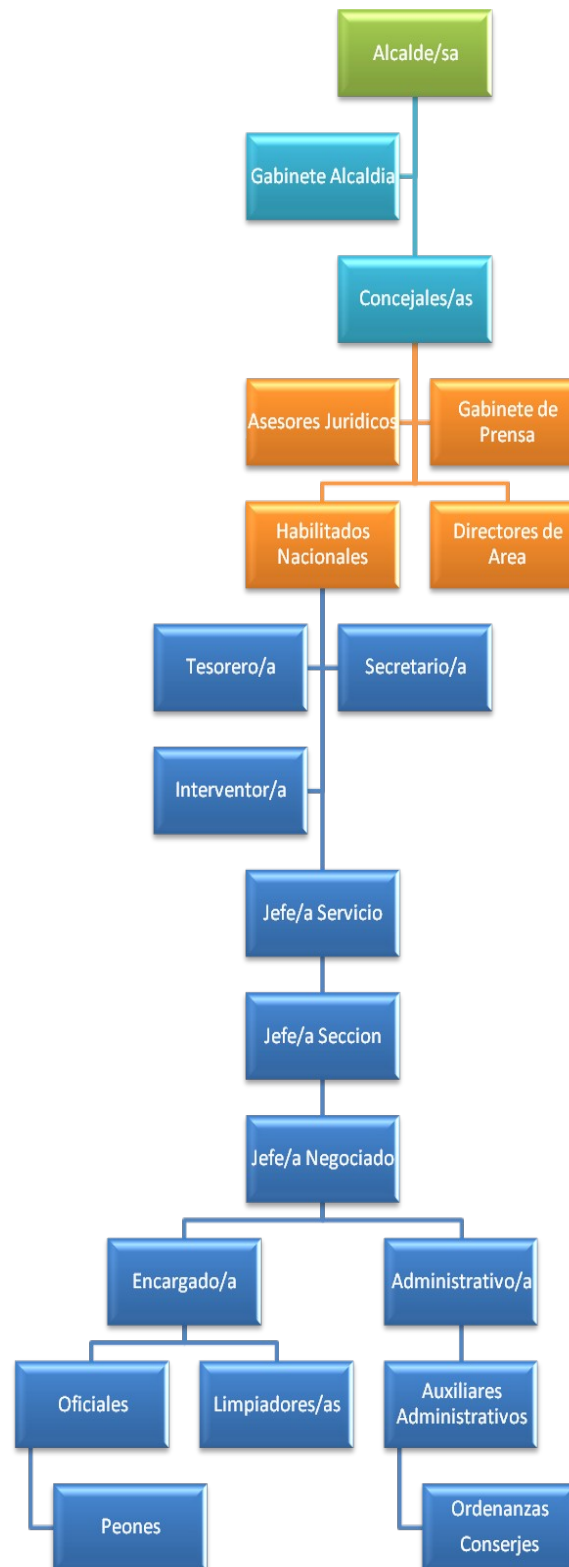 Alcalde/sa
Gabinete Alcaldia
Concejales/as
Asesores Juridicos
Gabinete de
Prensa
Habilitados
Nacionales
Directores de
Area
Tesorero/a
Secretario/a
Interventor/a
Jefe/a Servicio
Jefe/a Seccion
Jefe/a Negociado
Encargado/a
Administrativo/a
Oficiales
Limpiadores/as
Auxiliares
Administrativos
Peones
Ordenanzas
Conserjes